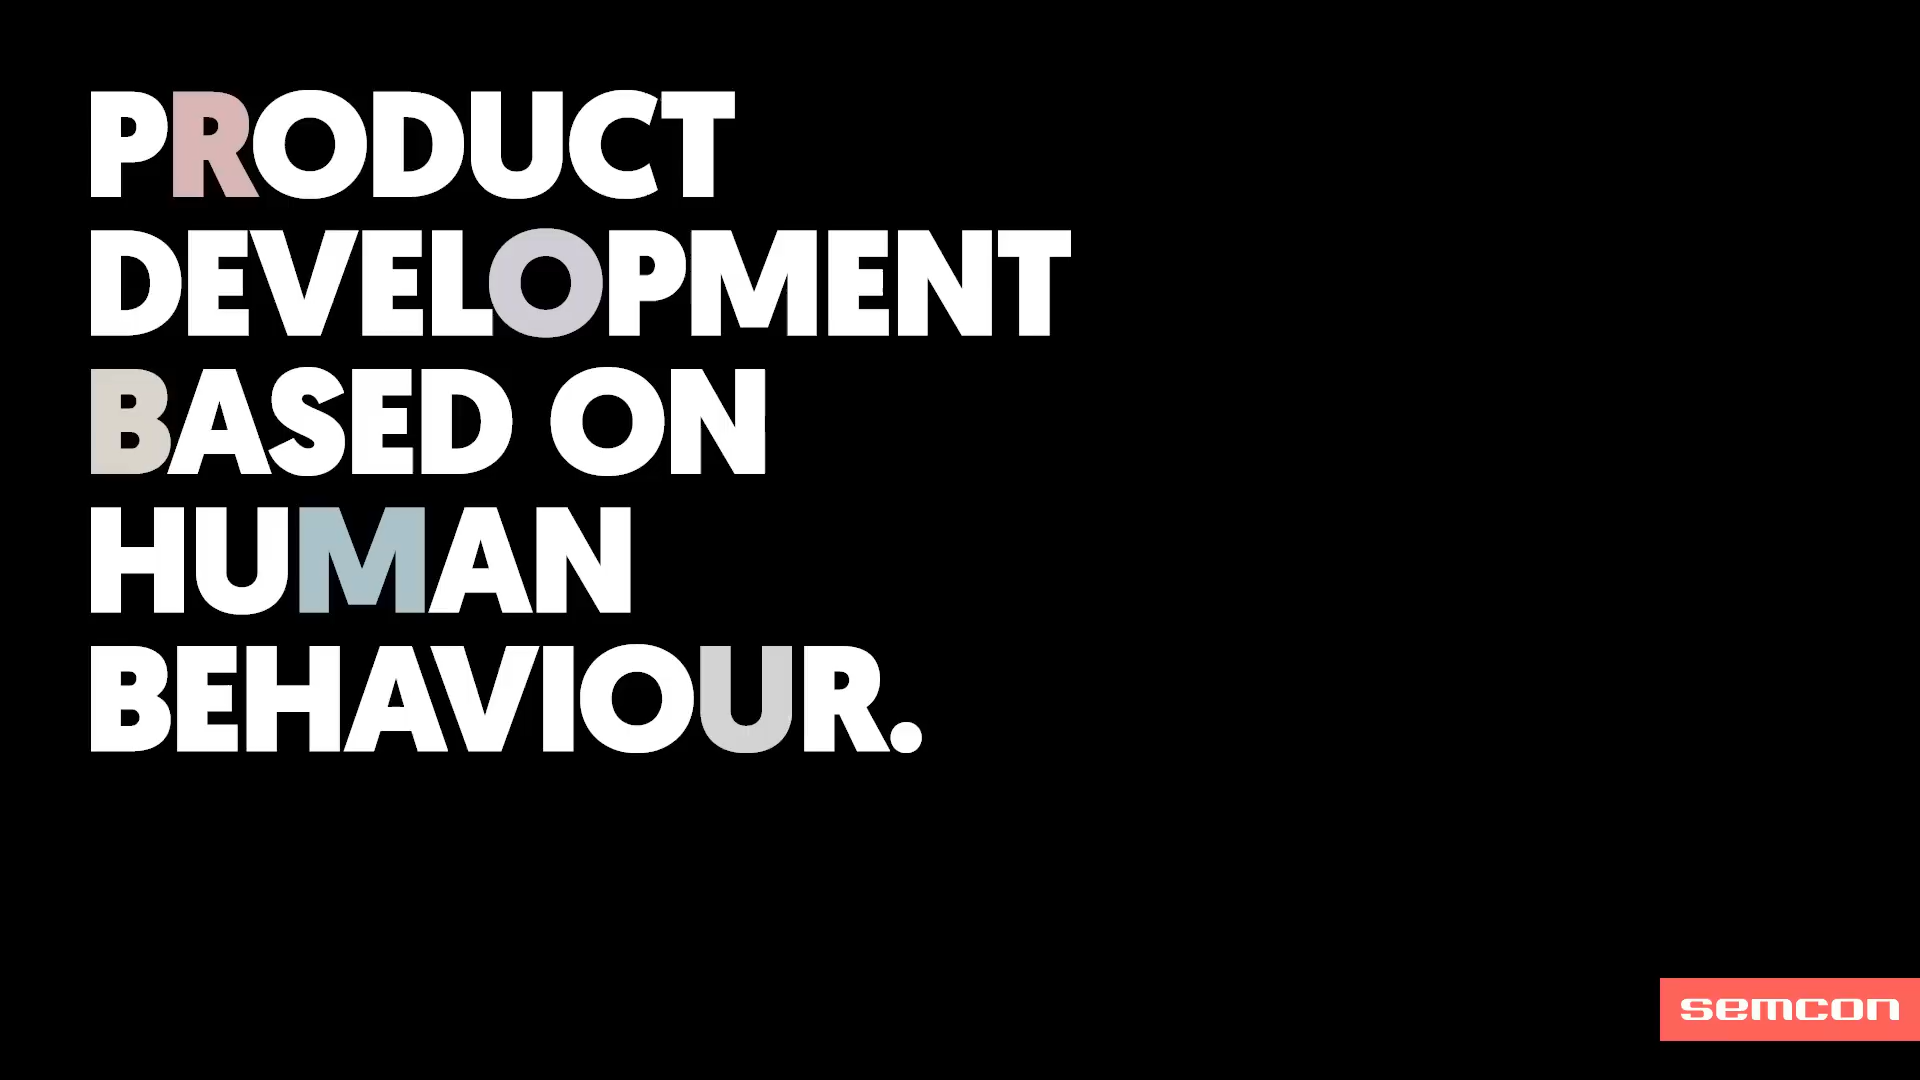 PRODUCT
DEVELOPMENT
BASED ON
HUMAN
BEHAVIOUR.
semcon